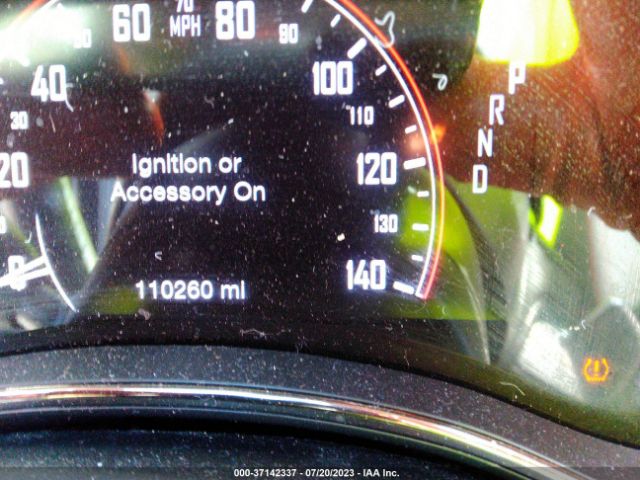 60 70 MPH 80 90
40 100
30 110
20 120
Ignition or
Accessory On
130
0 140
110260 mi
P
R
N
D
000-37142337 - 07/20/2023 - IAA Inc.